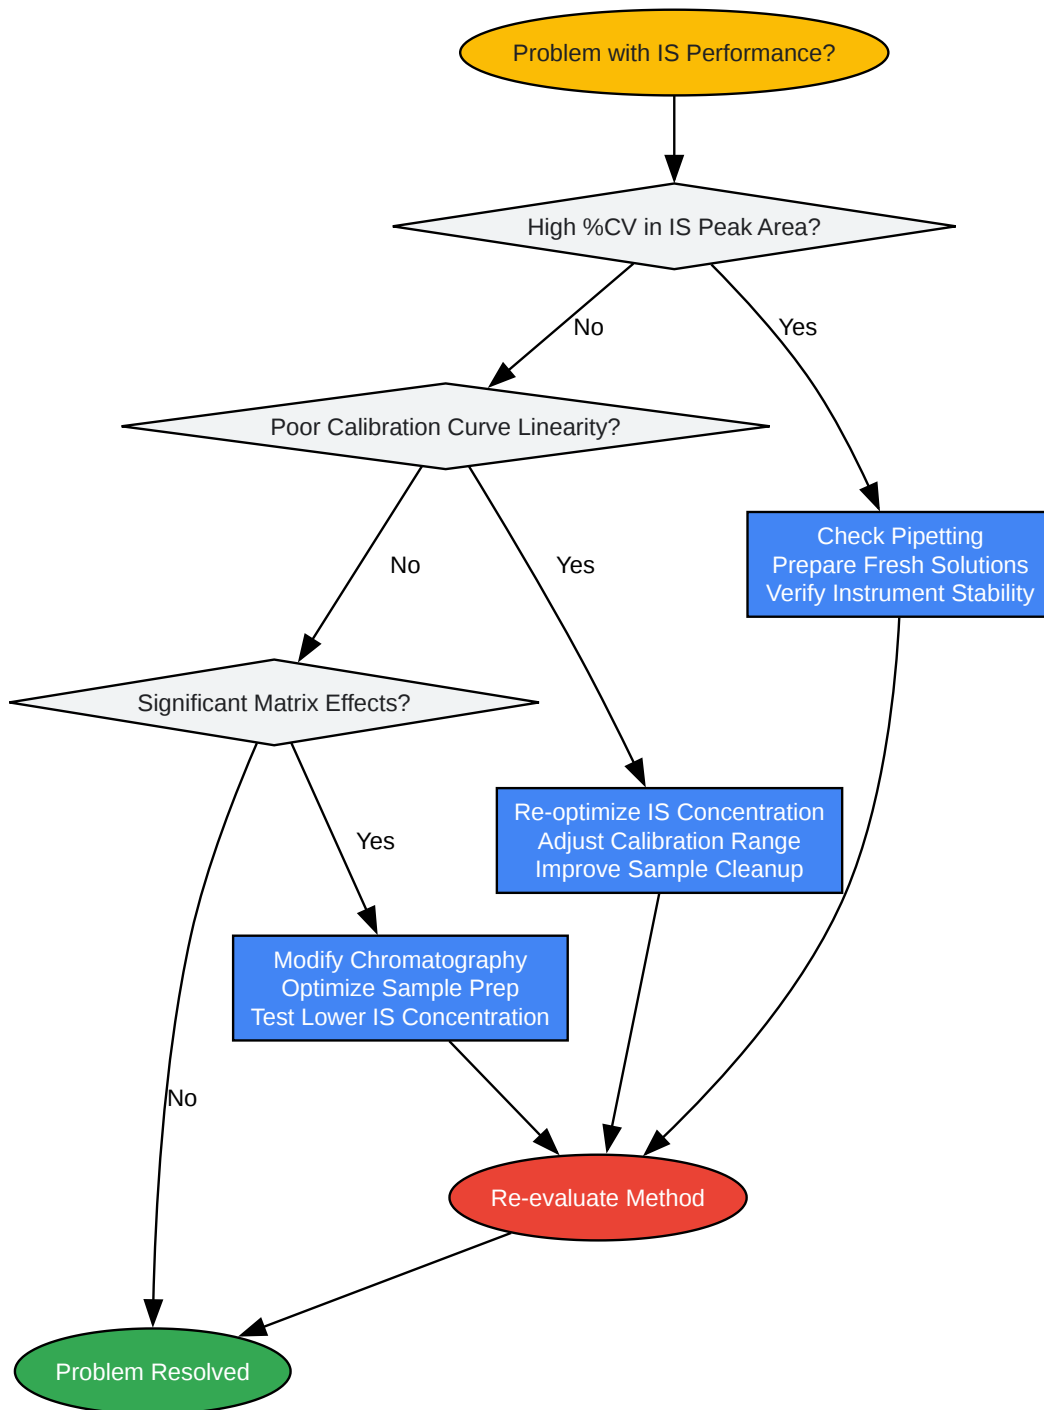 Problem with IS Performance?
High %CV in IS Peak Area?
No
Yes
Poor Calibration Curve Linearity?
No
Yes
Check Pipetting
Prepare Fresh Solutions
Verify Instrument Stability
Significant Matrix Effects?
Yes
Re-optimize IS Concentration
Adjust Calibration Range
Improve Sample Cleanup
Modify Chromatography
Optimize Sample Prep
Test Lower IS Concentration
No
Re-evaluate Method
Problem Resolved